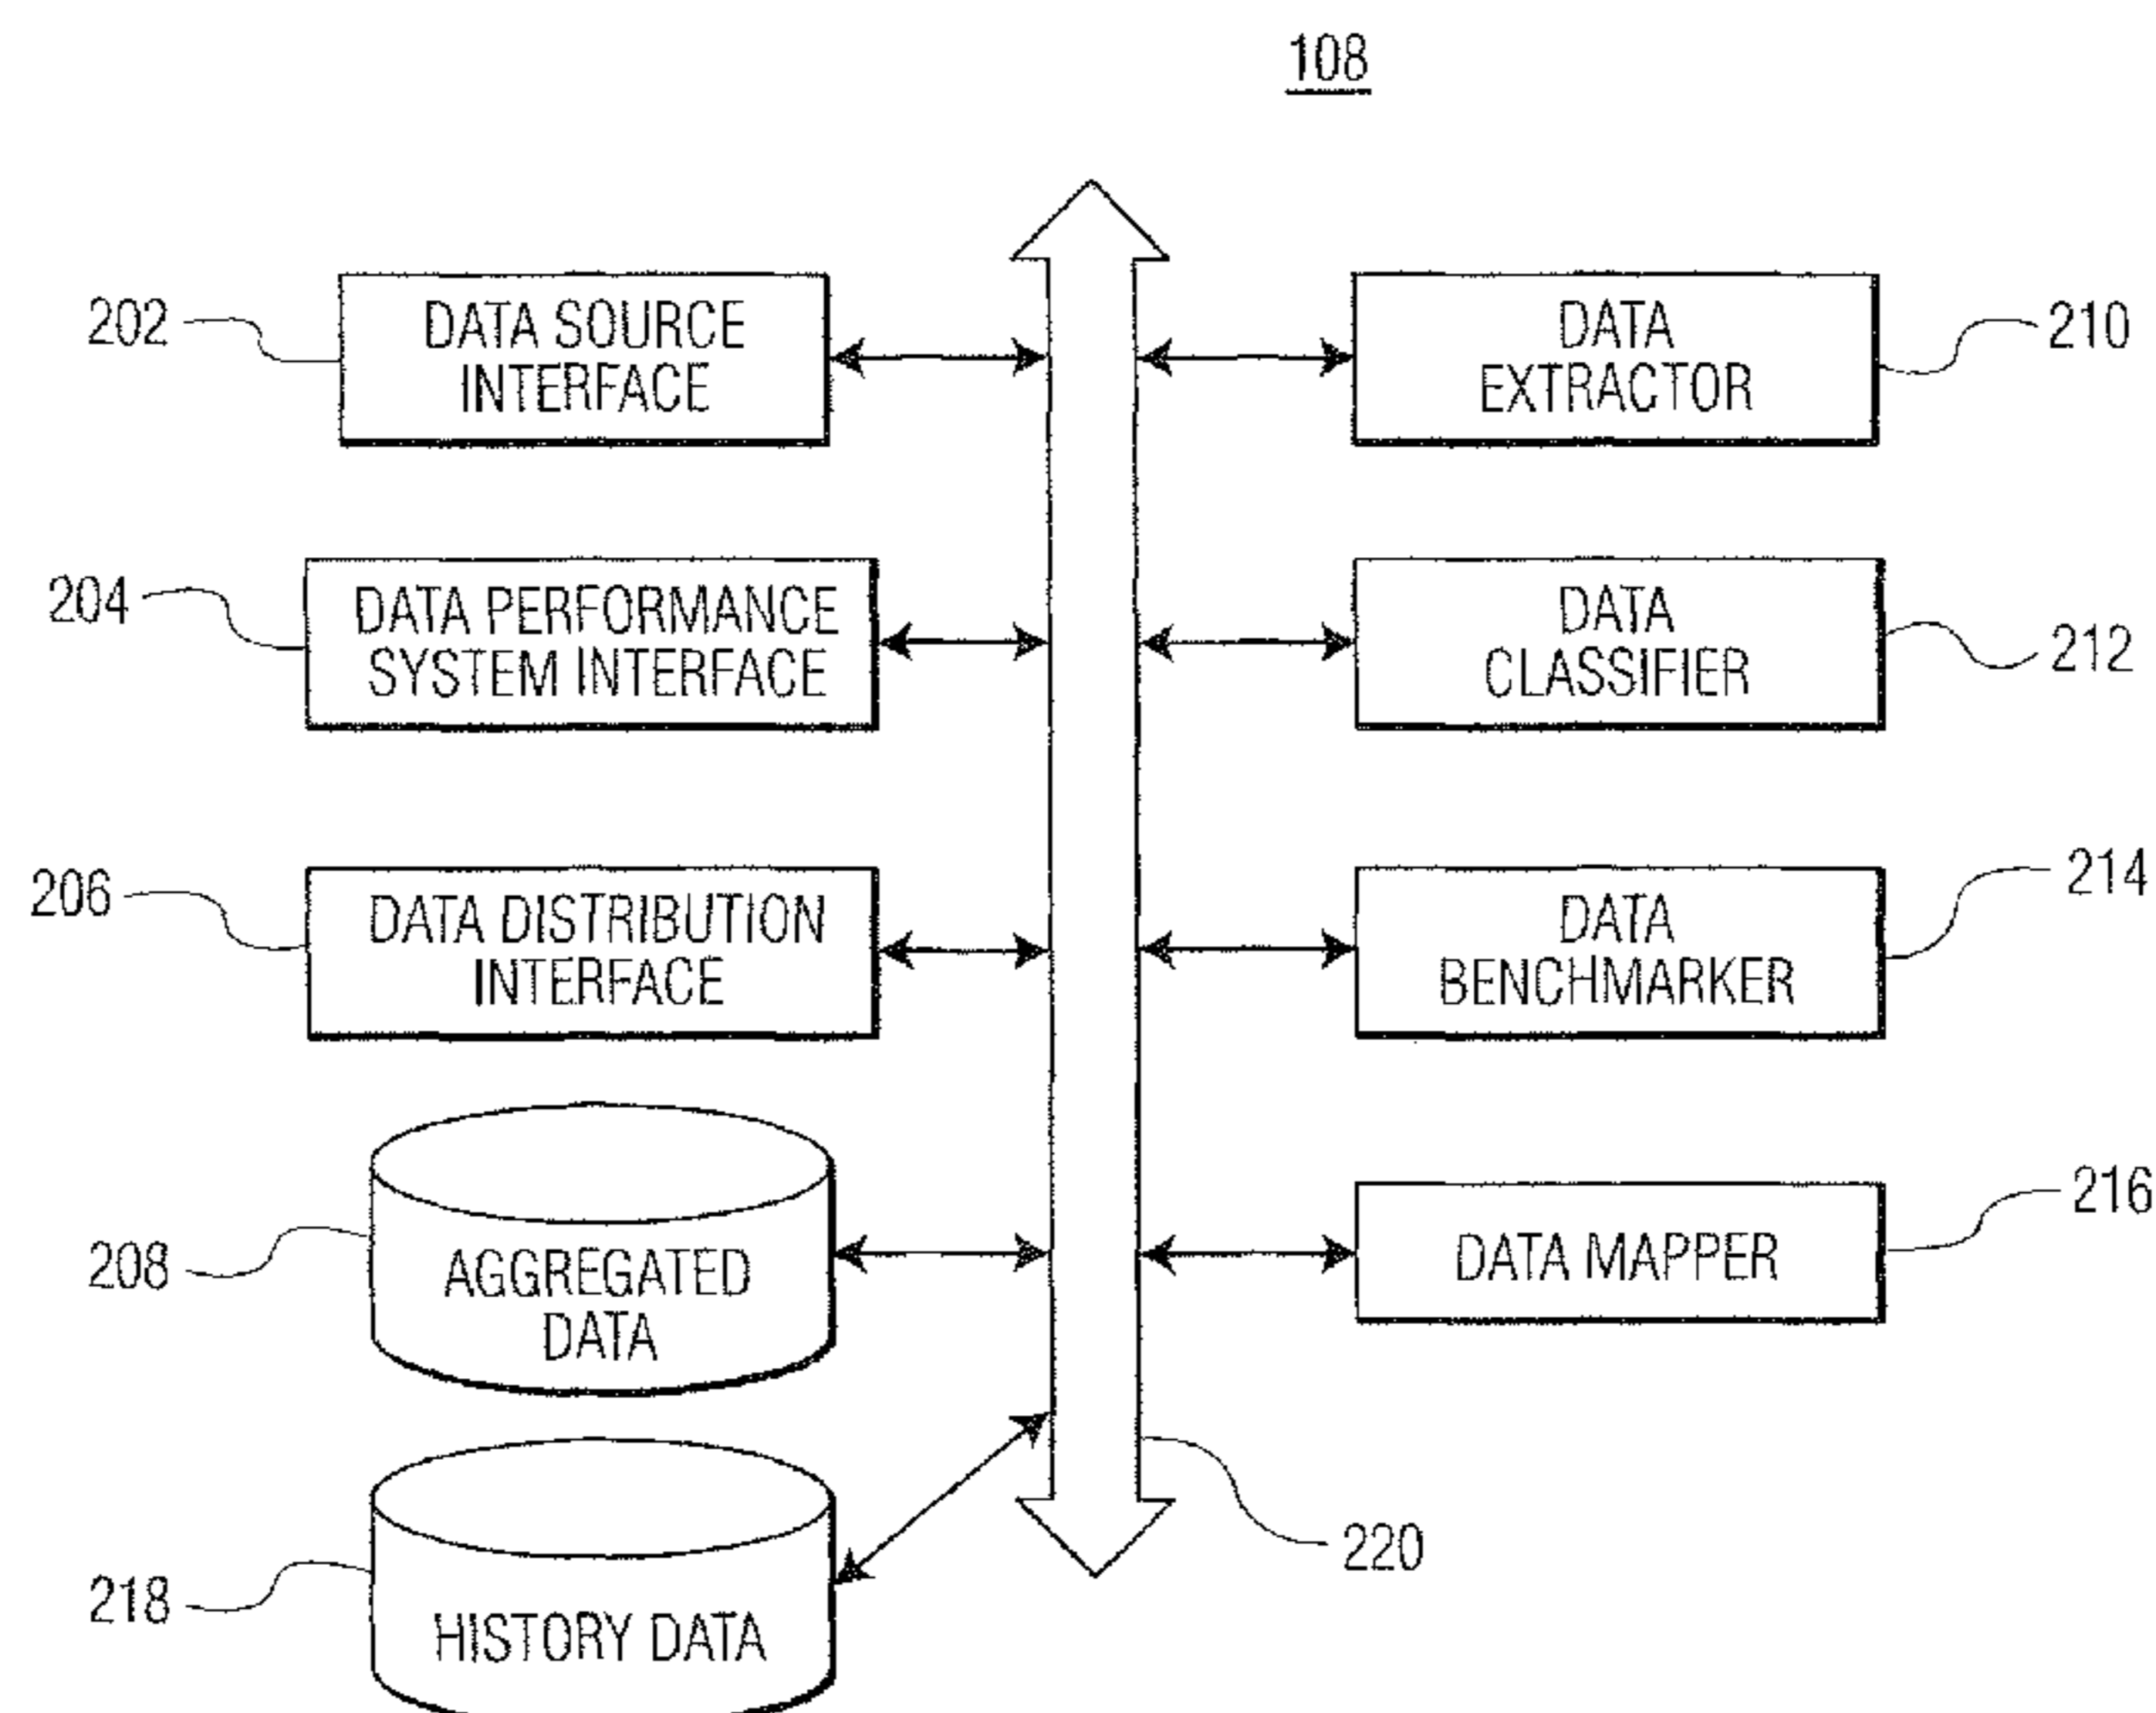 108
202
DATA SOURCE
INTERFACE
DATA
EXTRACTOR
210
204
DATA PERFORMANCE
SYSTEM INTERFACE
DATA
CLASSIFIER
212
206
DATA DISTRIBUTION
INTERFACE
DATA
BENCHMARKER
214
208
AGGREGATED
DATA
DATA MAPPER
216
218
HISTORY DATA
220